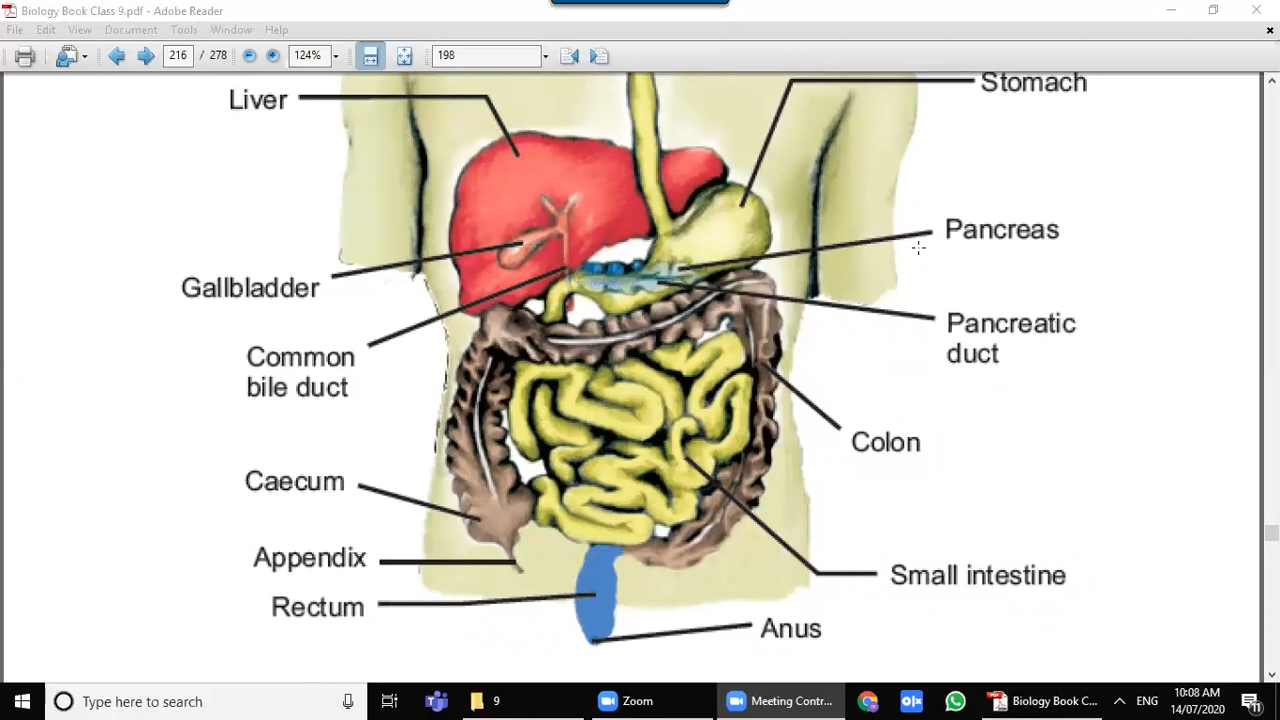 Biology Book Class 9.pdf - Adobe Reader
File Edit View Document Tools Window Help
216 / 278 124% 198
Liver
Stomach
Pancreas
Gallbladder
Pancreatic
duct
Common
bile duct
Colon
Caecum
Appendix
Small intestine
Rectum
Anus
Type here to search
9
Zoom
Meeting Contr...
Biology Book C...
ENG
10:08 AM
14/07/2020